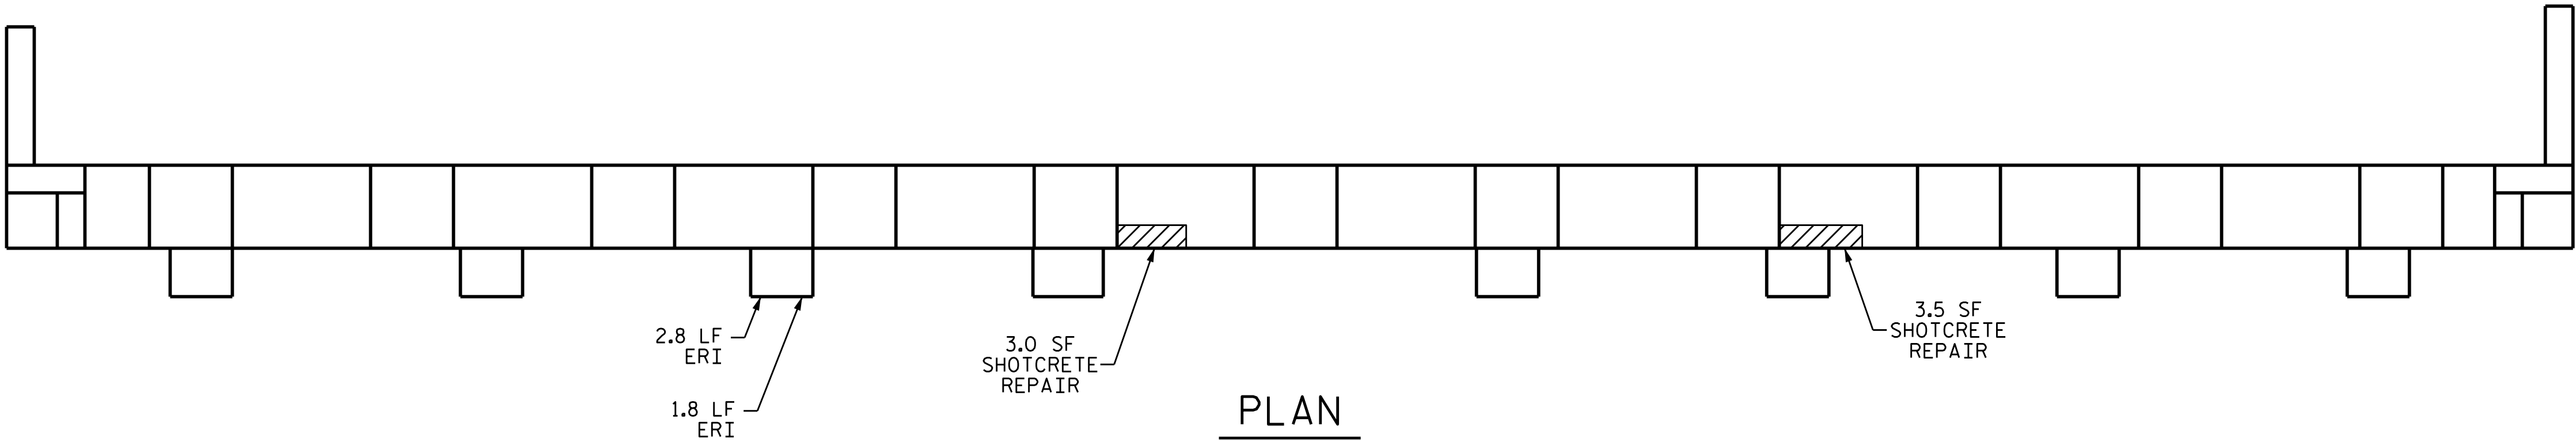 2.8 LF
ERI
1.8 LF
ERI
3.0 SF
SHOTCRETE
REPAIR
3.5 SF
SHOTCRETE
REPAIR
PLAN